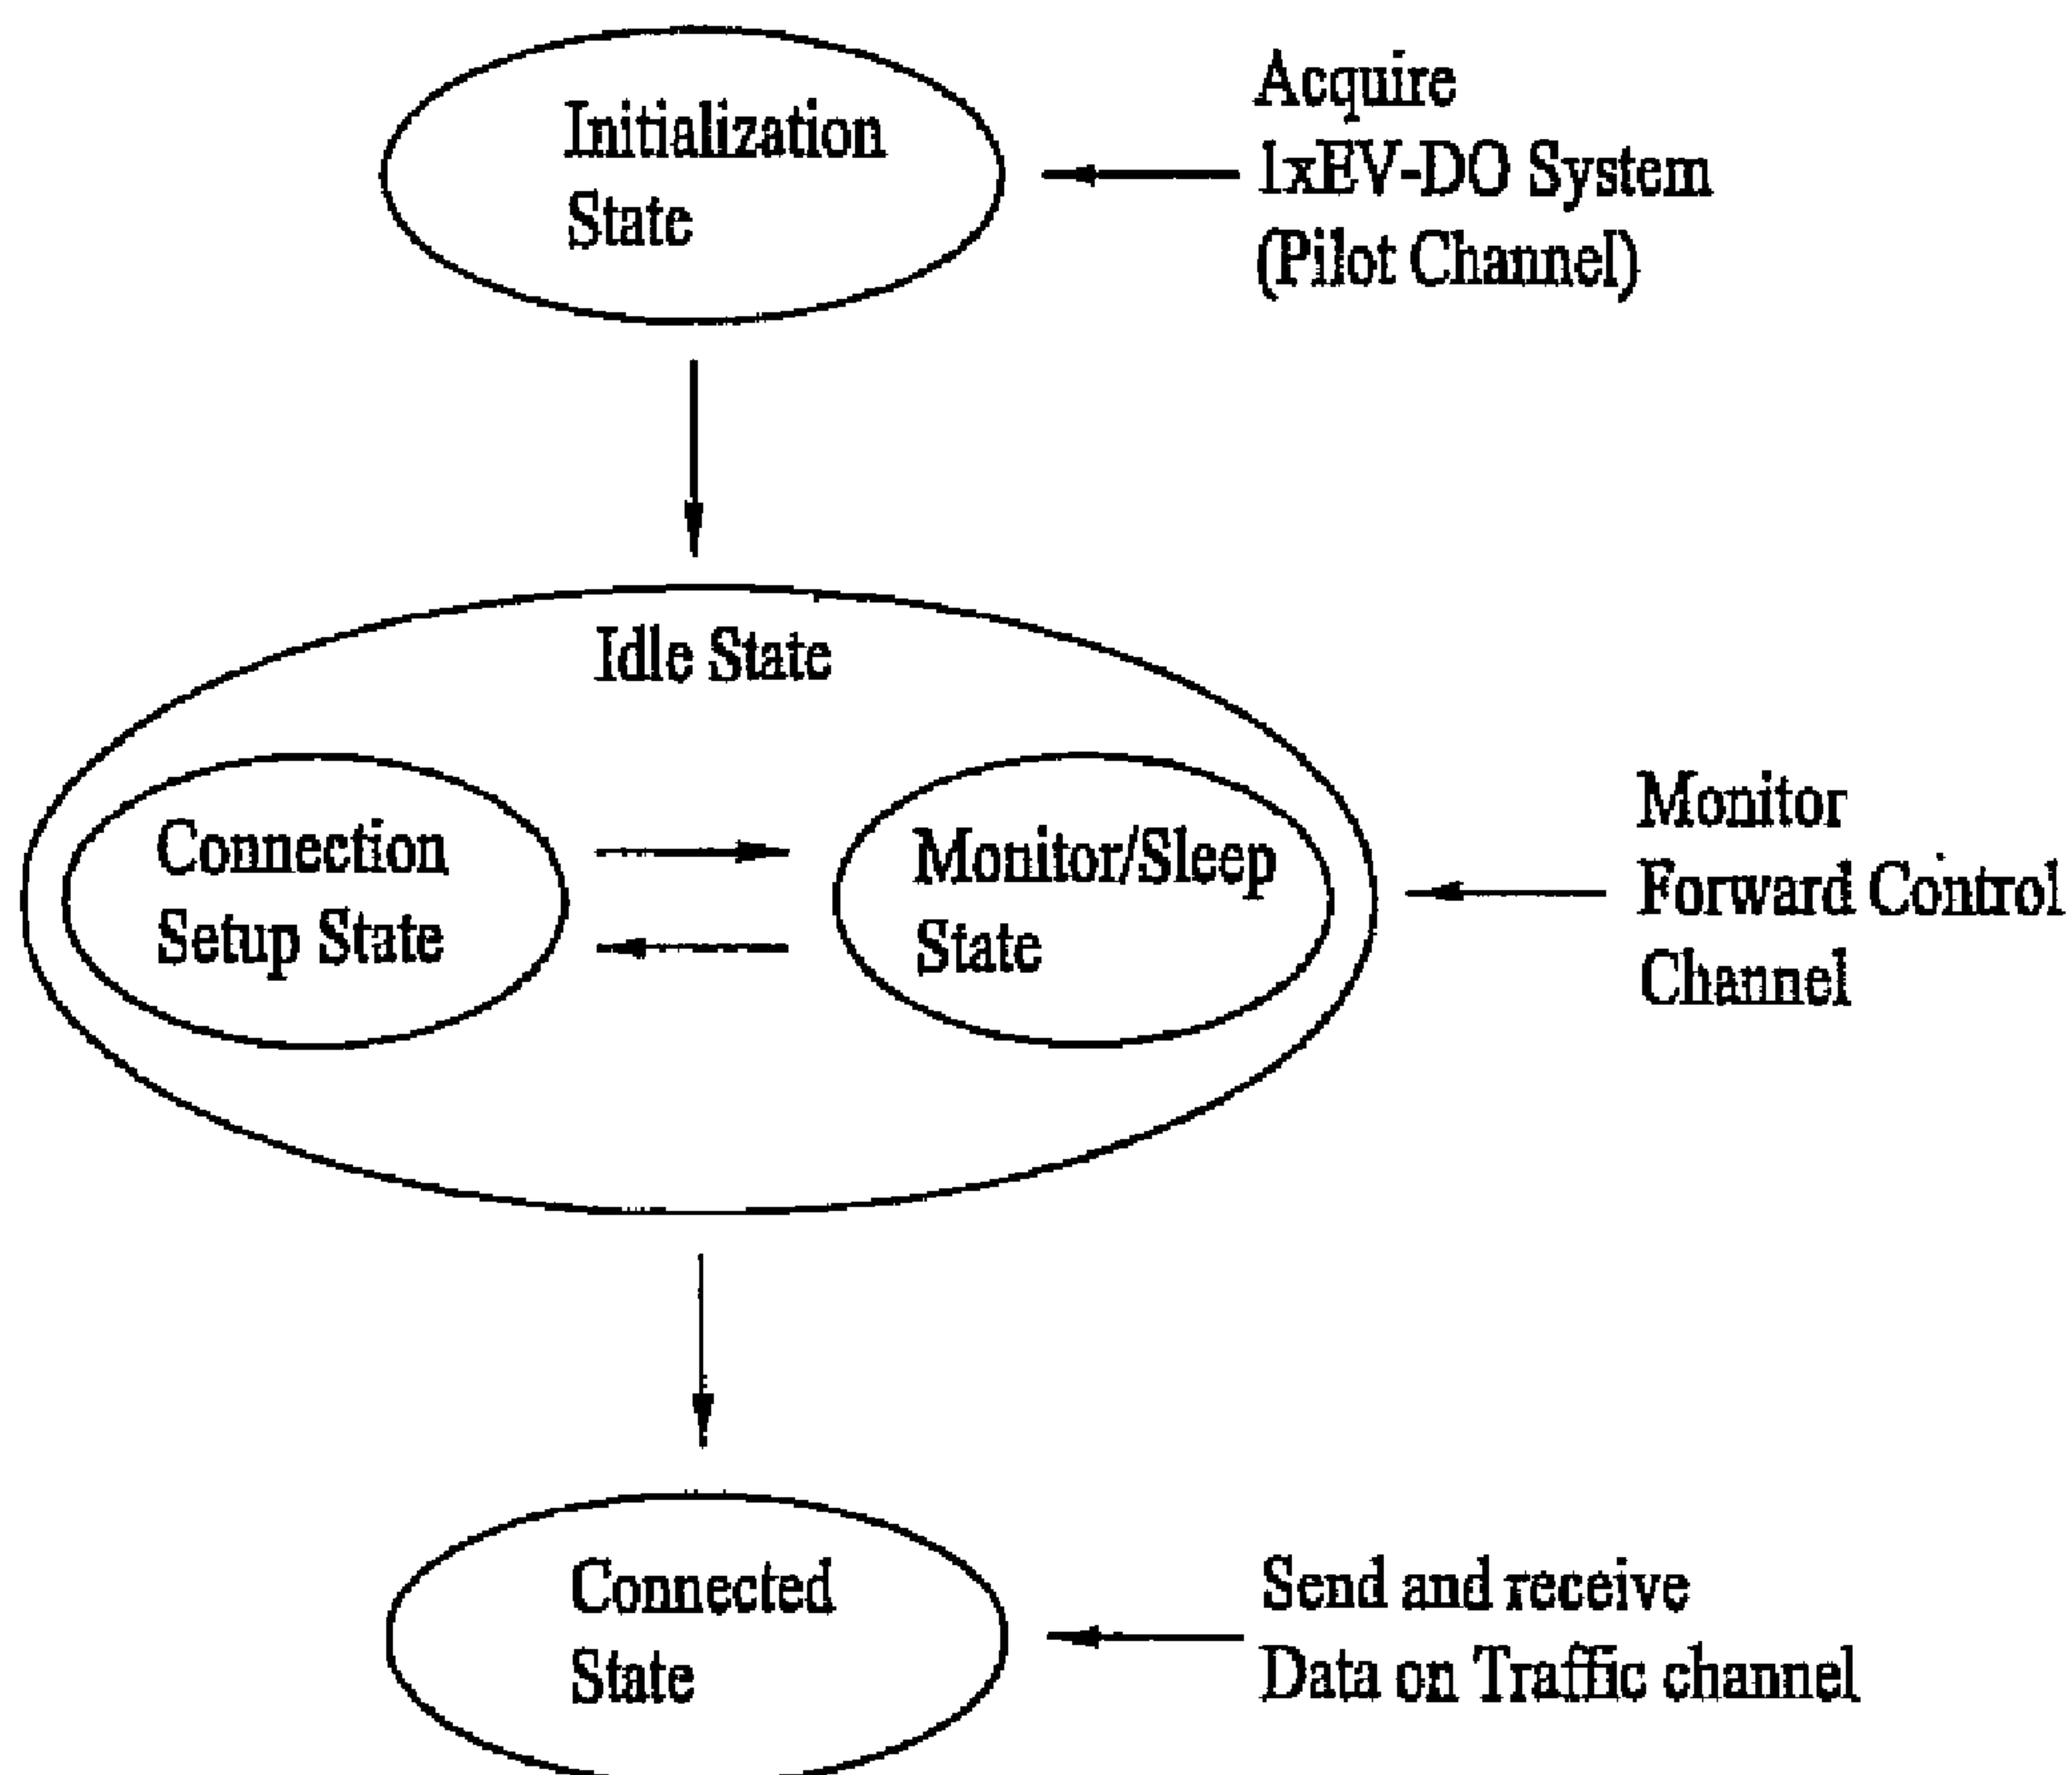 Initialization
State
Acquire
1xEV-DO System
(Pilot Channel)
Idle State
Connection
Setup State
Monitor/Sleep
State
Monitor
Forward Control
Channel
Connected
State
Send and receive
Data on Traffic channel